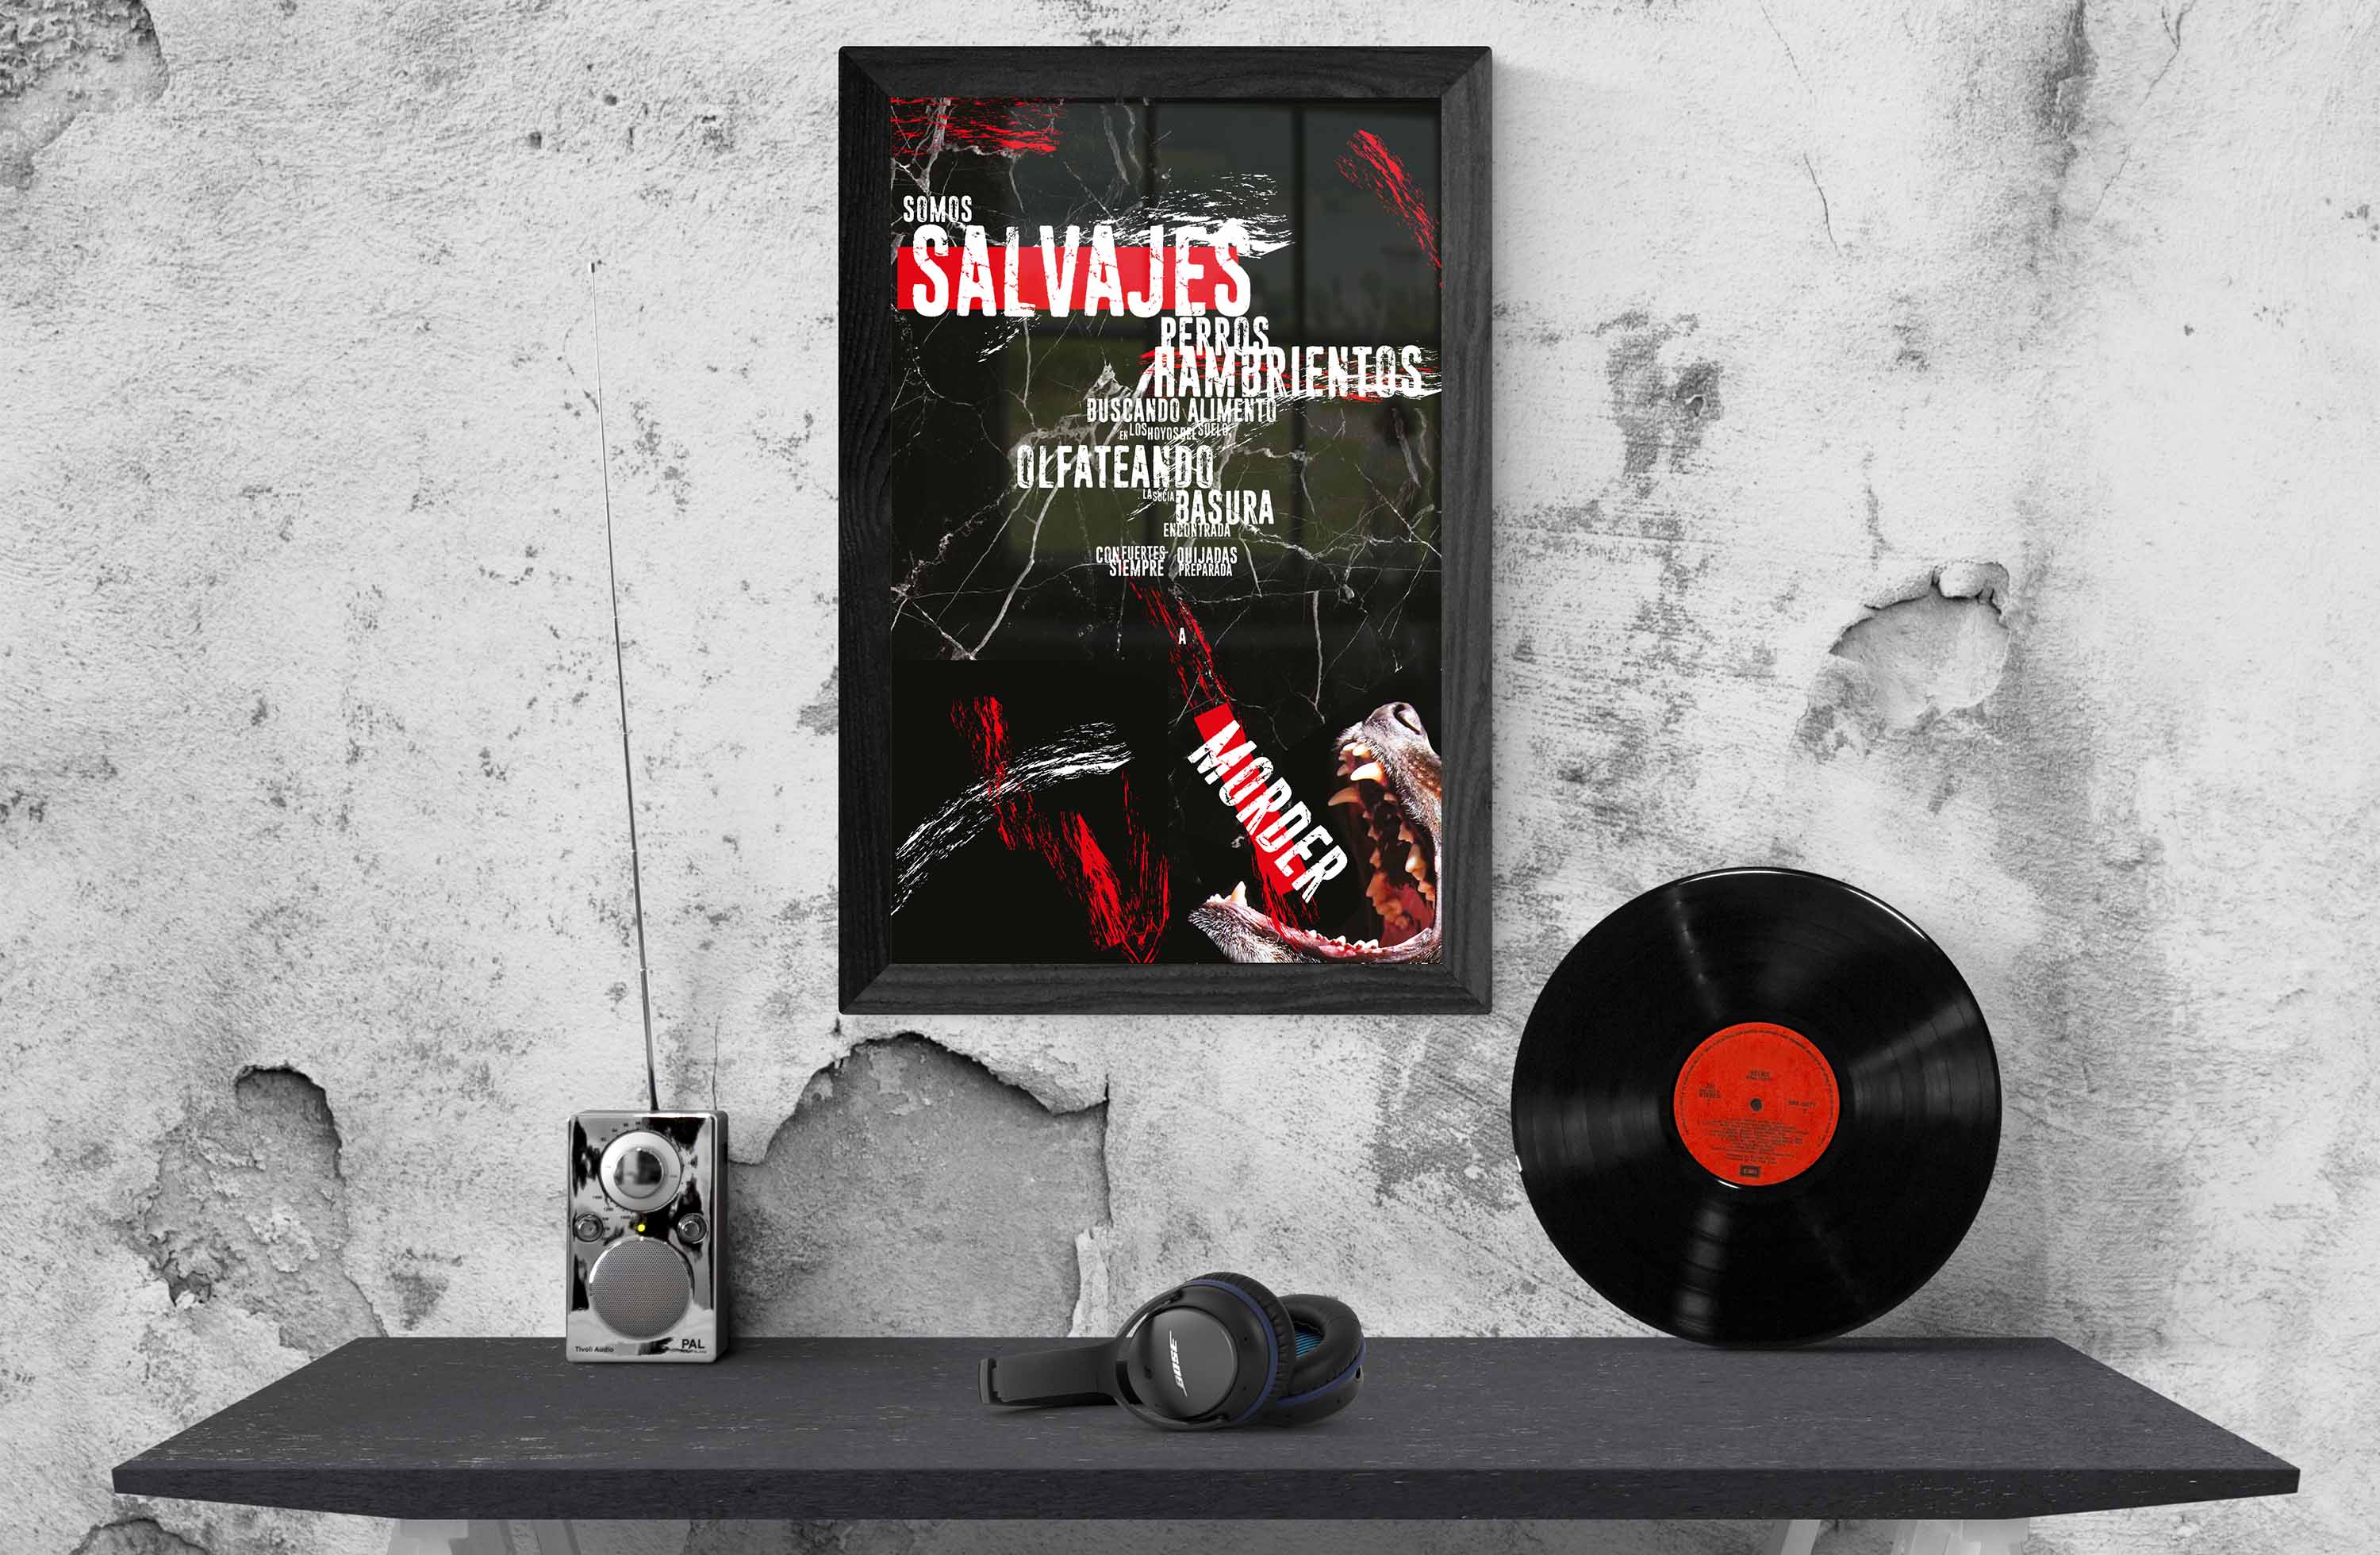 SOMOS
SALVAJES
PERROS
HAMBRIENTOS
BUSCANDO ALIMENTO
EN LOS HOYOS DEL SUELO,
OLFATEANDO
LA SUCIA
BASURA
ENCONTRADA
CON FUERTES QUIJADAS
SIEMPRE PREPARADA
A
MORDER
Tivoli Audio PAL
BOSE
EMI